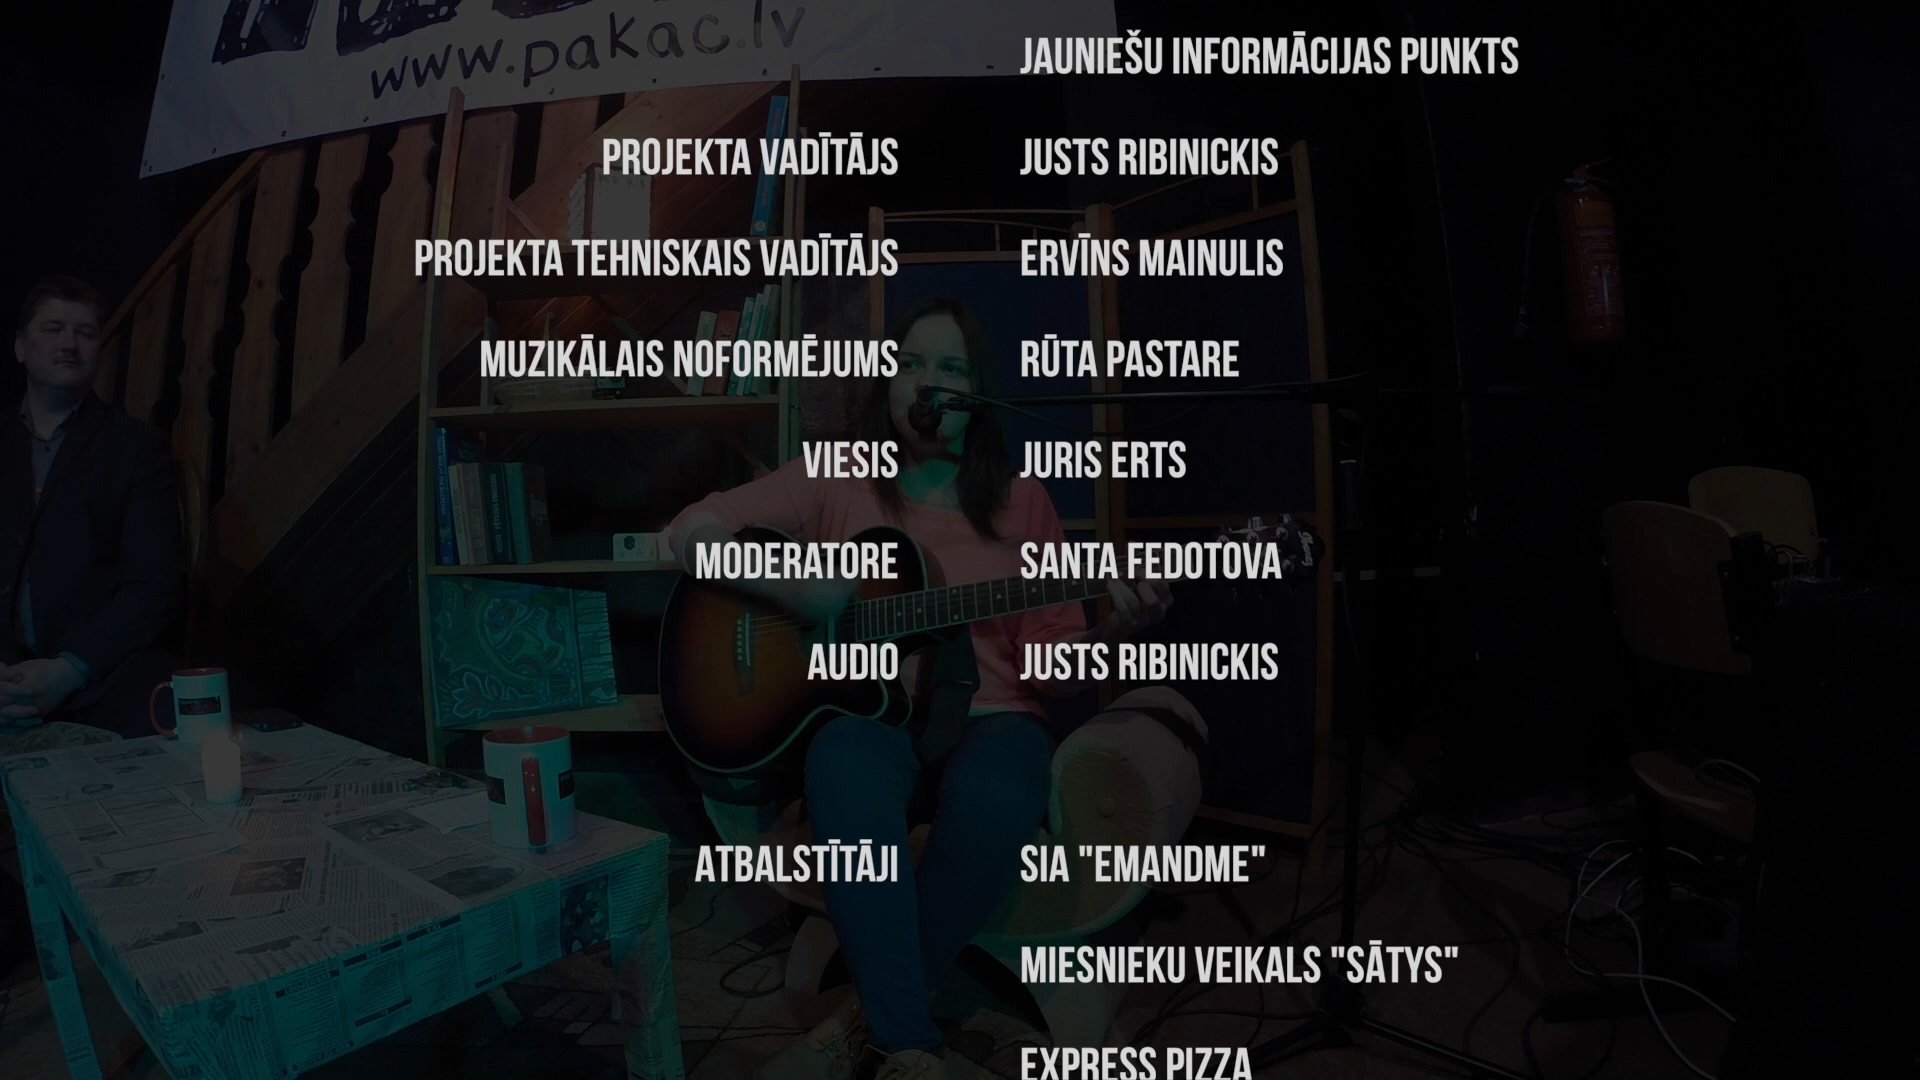 www.pakac.lv
JAUNIEŠU INFORMĀCIJAS PUNKTS
PROJEKTA VADĪTĀJS JUSTS RIBINICKIS
PROJEKTA TEHNISKAIS VADĪTĀJS ERVĪNS MAINULIS
MUZIKĀLAIS NOFORMĒJUMS RŪTA PASTARE
VIESIS JURIS ERTS
MODERATORE SANTA FEDOTOVA
AUDIO JUSTS RIBINICKIS
ATBALSTĪTĀJI SIA "EMANDME"
MIESNIEKU VEIKALS "SĀTYS"
EXPRESS PIZZA